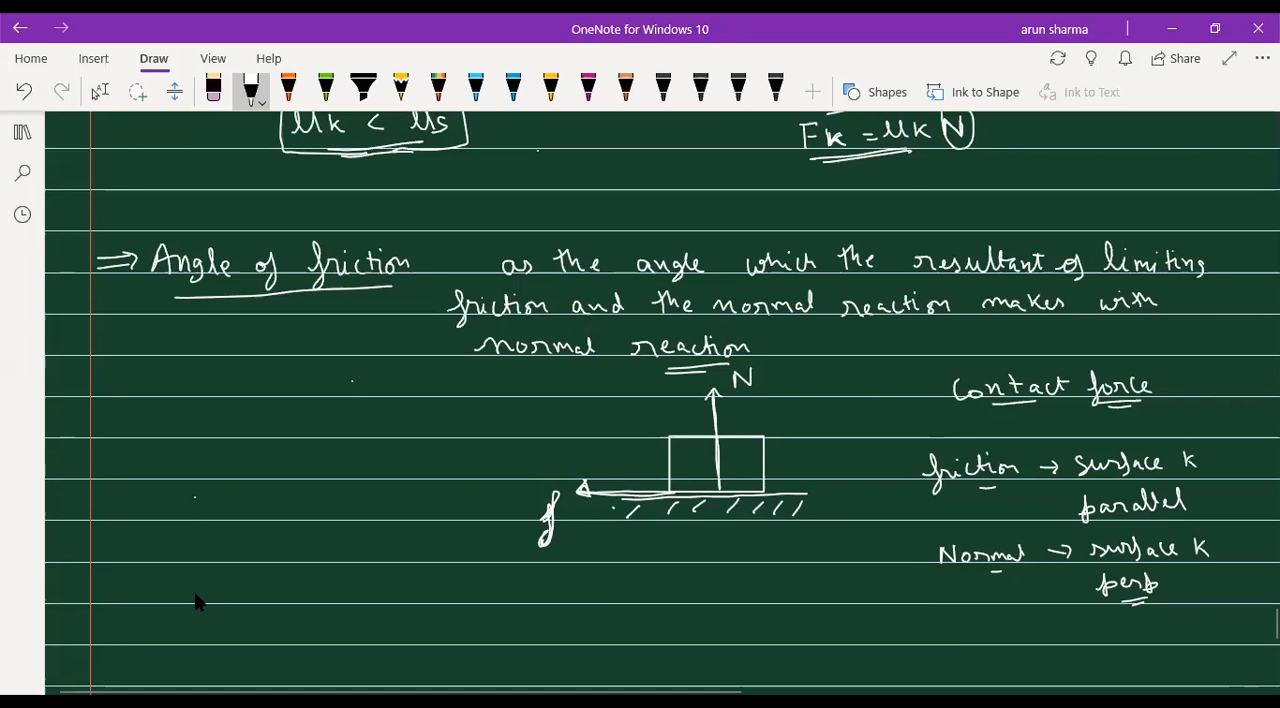 OneNote for Windows 10
arun sharma
Home Insert Draw View Help
Share
Shapes
Ink to Shape
Ink to Text
μk < μs
Fk = μk N
⇒ Angle of friction as the angle which the resultant of limiting
friction and the normal reaction makes with
normal reaction
N
f
Contact force
friction → surface k
parallel
Normal → surface k
perp